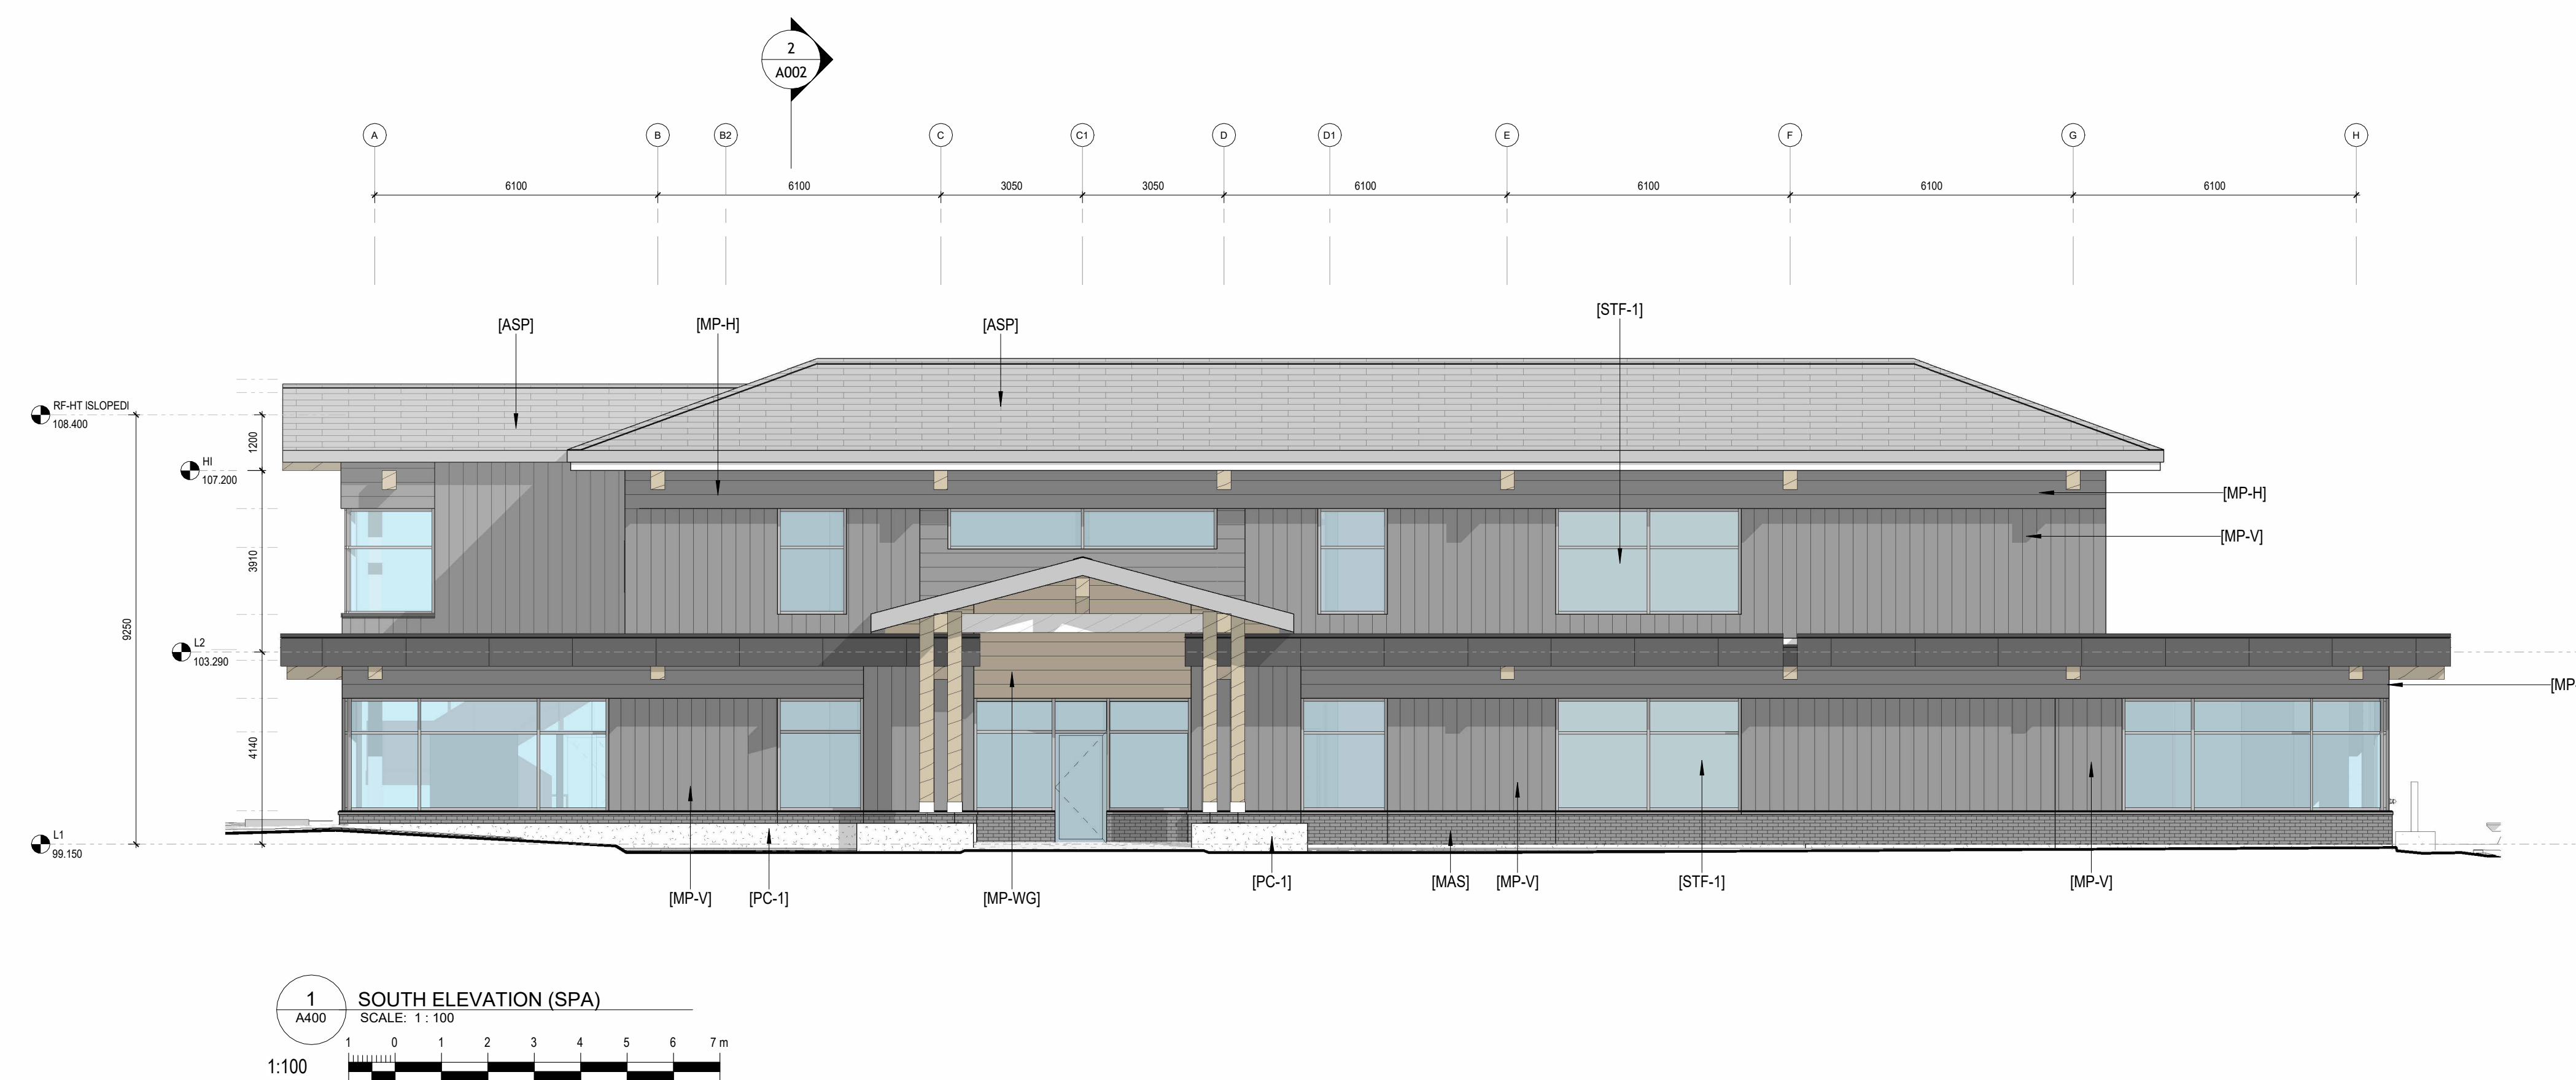 2
A002
A B B2 C C1 D D1 E F G H
6100 6100 3050 3050 6100 6100 6100 6100
[STF-1]
[ASP] [MP-H] [ASP]
RF-HT ISLOPEDI
108.400
1200
HI
107.200
[MP-H]
[MP-V]
3910
9250
L2
103.290
[MP-
4140
L1
99.150
[PC-1] [MAS] [MP-V] [STF-1] [MP-V]
[MP-V] [PC-1] [MP-WG]
1
A400
SOUTH ELEVATION (SPA)
SCALE: 1 : 100
1 0 1 2 3 4 5 6 7 m
1:100